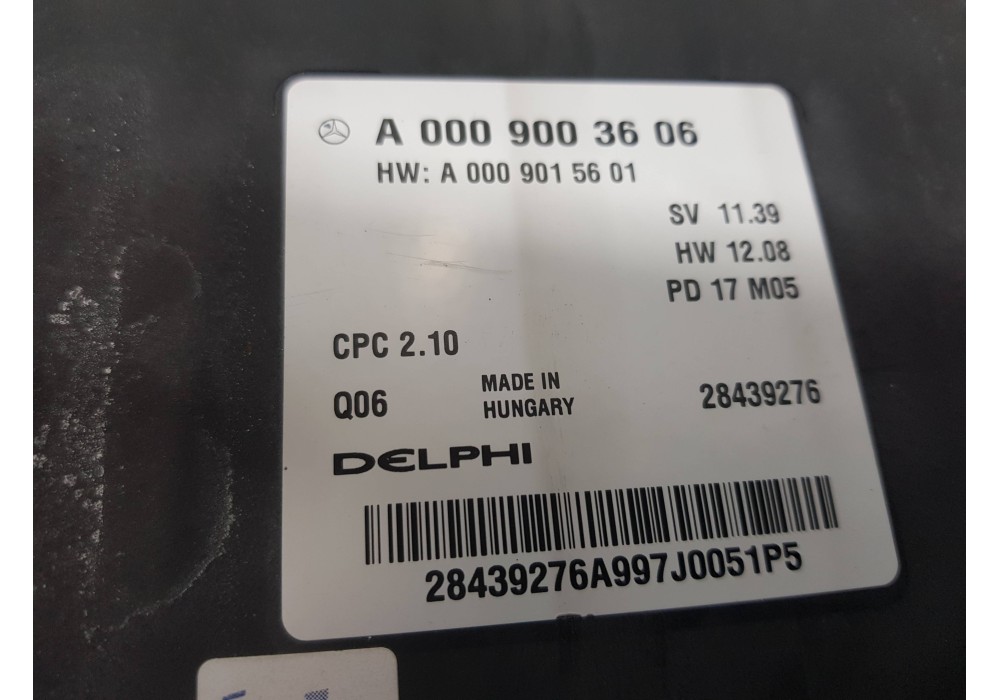 A 000 900 36 06
HW: A 000 901 56 01
SV 11.39
HW 12.08
PD 17 M05
CPC 2.10
Q06
MADE IN
HUNGARY
28439276
DELPHI
28439276A997J0051P5